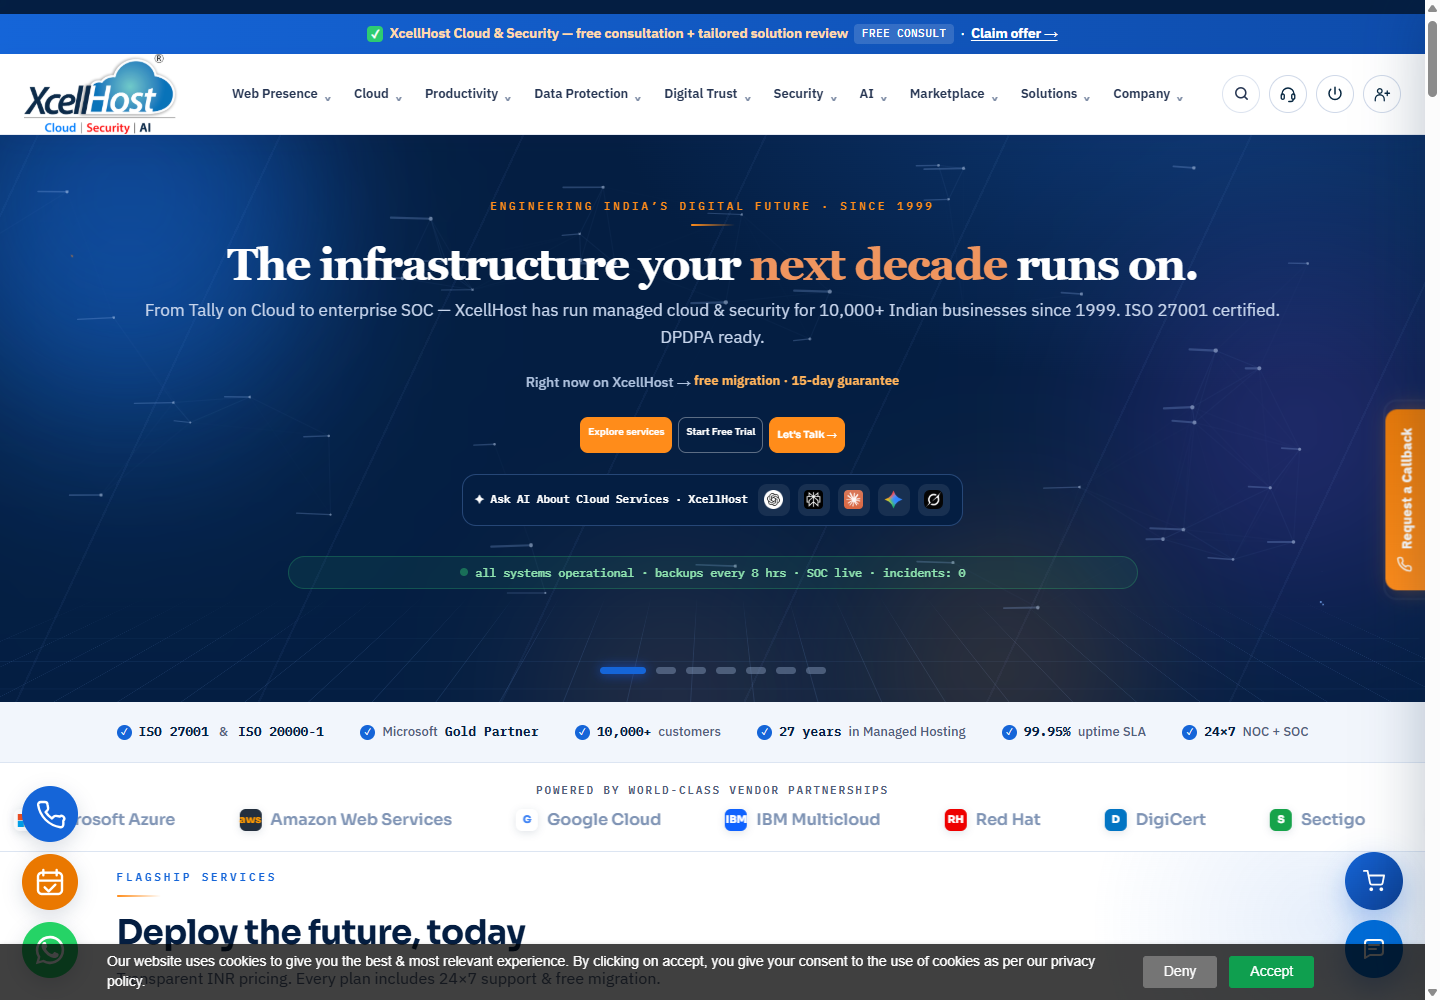 ✅ XcellHost Cloud & Security — free consultation + tailored solution review FREE CONSULT · Claim offer →
XcellHost ®
Cloud | Security | AI
Web Presence Cloud Productivity Data Protection Digital Trust Security AI Marketplace Solutions Company
ENGINEERING INDIA’S DIGITAL FUTURE · SINCE 1999
The infrastructure your next decade runs on.
From Tally on Cloud to enterprise SOC — XcellHost has run managed cloud & security for 10,000+ Indian businesses since 1999. ISO 27001 certified.
DPDPA ready.
Right now on XcellHost → free migration · 15-day guarantee
Explore services Start Free Trial Let's Talk →
✦ Ask AI About Cloud Services · XcellHost
all systems operational · backups every 8 hrs · SOC live · incidents: 0
Request a Callback
ISO 27001 & ISO 20000-1 Microsoft Gold Partner 10,000+ customers 27 years in Managed Hosting 99.95% uptime SLA 24×7 NOC + SOC
POWERED BY WORLD-CLASS VENDOR PARTNERSHIPS
rosoft Azure aws Amazon Web Services G Google Cloud IBM IBM Multicloud RH Red Hat D DigiCert S Sectigo
FLAGSHIP SERVICES
Deploy the future, today
Transparent INR pricing. Every plan includes 24×7 support & free migration.
Our website uses cookies to give you the best & most relevant experience. By clicking on accept, you give your consent to the use of cookies as per our privacy
policy.
Deny Accept